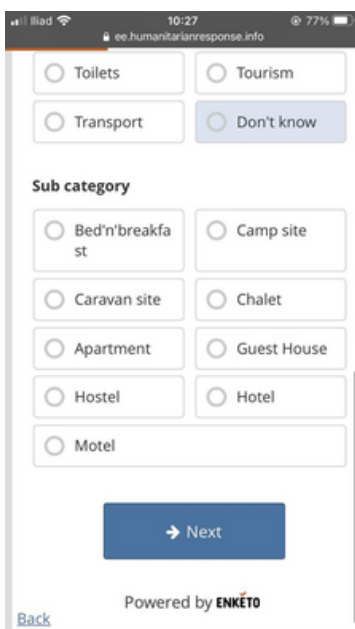 Iliad 10:27 77%
ee.humanitarianresponse.info
Toilets Tourism
Transport Don't know
Sub category
Bed'n'breakfa Camp site
st
Caravan site Chalet
Apartment Guest House
Hostel Hotel
Motel
Next
Powered by ENKĒTO
Back